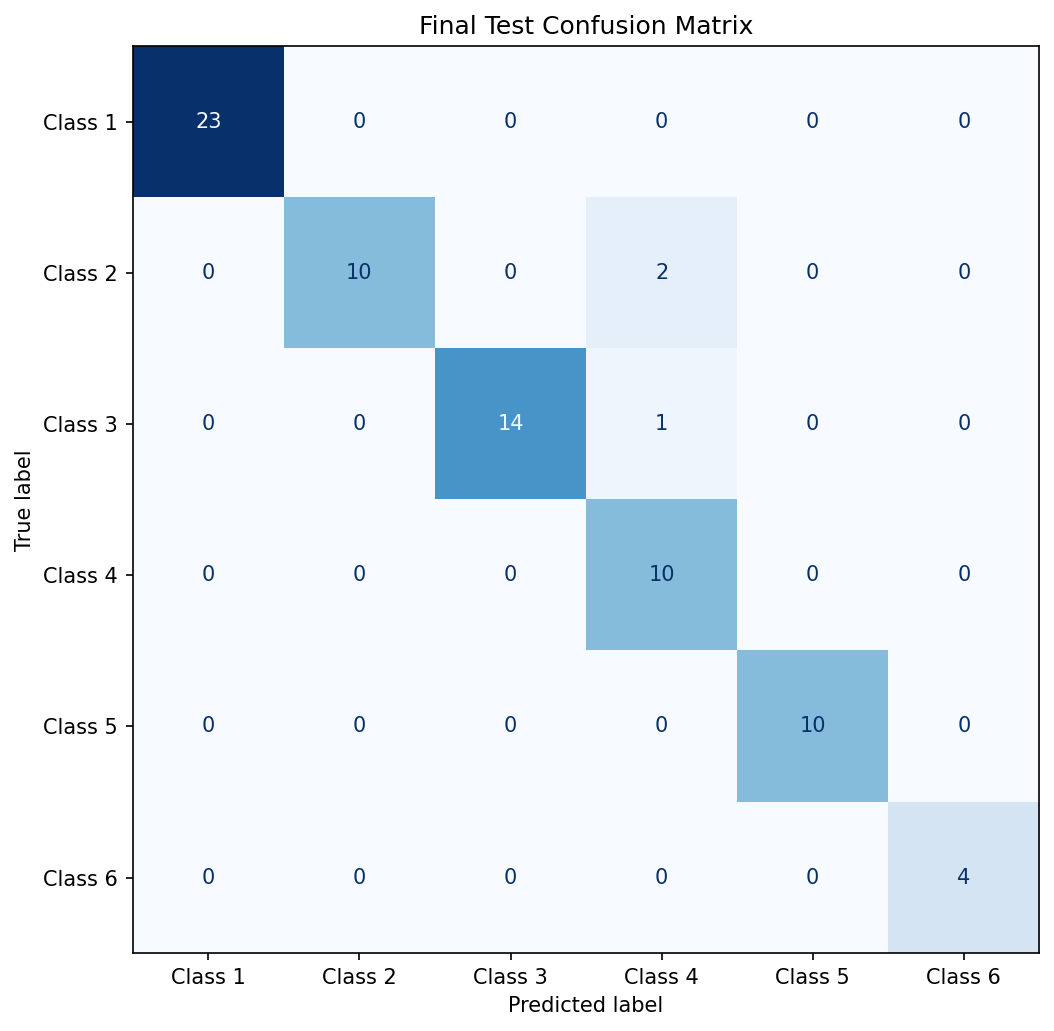 Final Test Confusion Matrix
Class 1 23 0 0 0 0 0
Class 2 0 10 0 2 0 0
Class 3 0 0 14 1 0 0
Class 4 0 0 0 10 0 0
Class 5 0 0 0 0 10 0
Class 6 0 0 0 0 0 4
True label
Class 1 Class 2 Class 3 Class 4 Class 5 Class 6
Predicted label